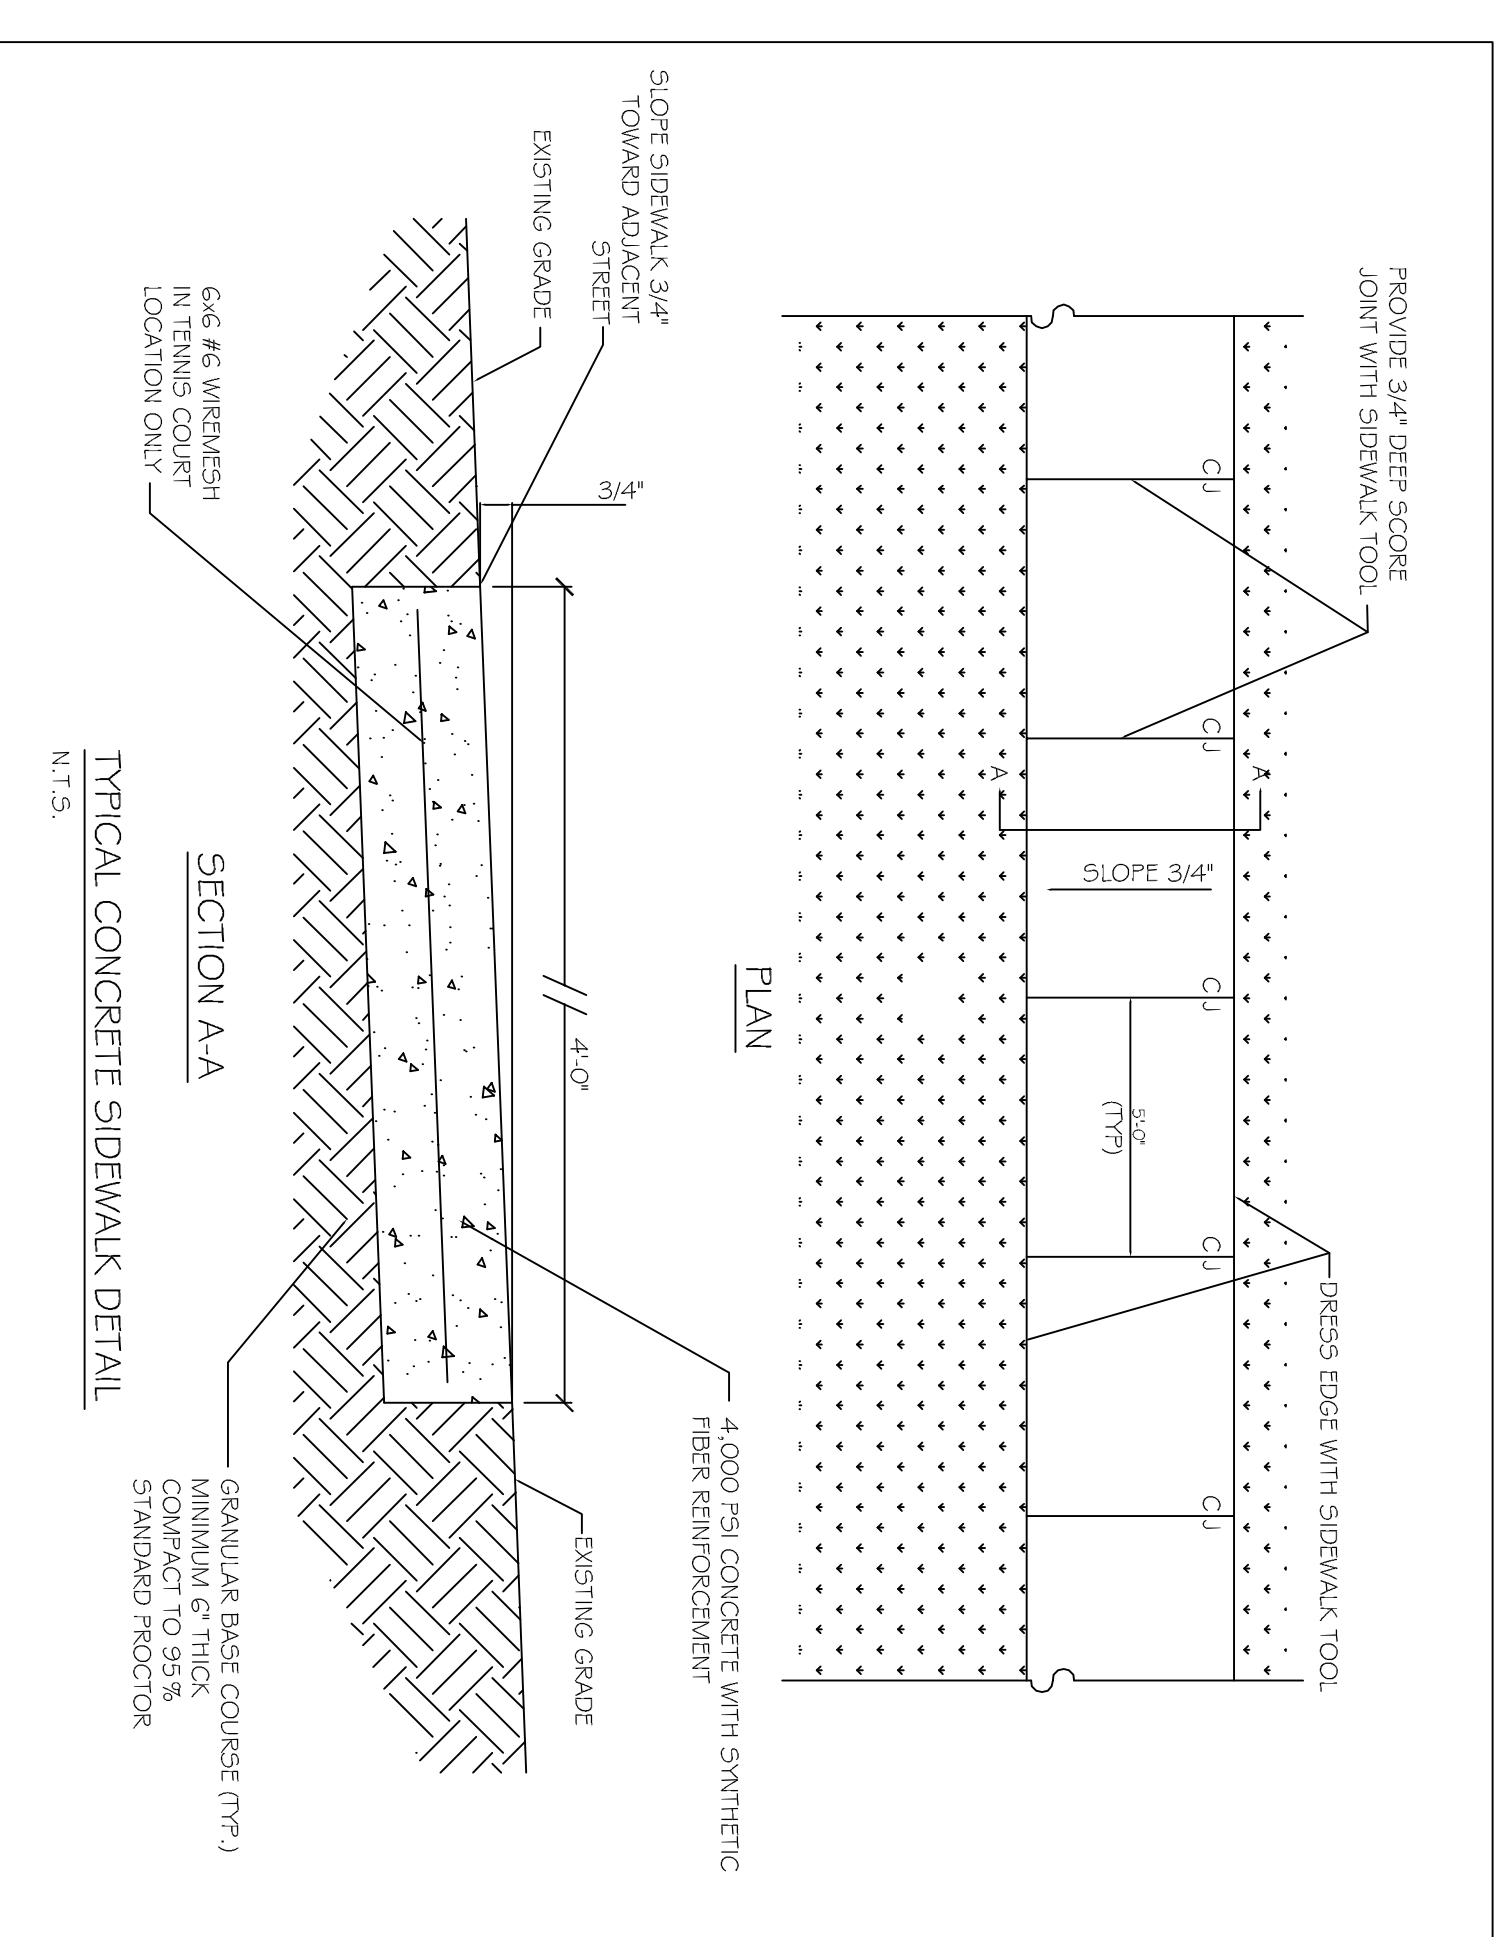 PROVIDE 3/4" DEEP SCORE
JOINT WITH SIDEWALK TOOL
DRESS EDGE WITH SIDEWALK TOOL
CJ
CJ
CJ
CJ
CJ
A
A
SLOPE 3/4"
5'-0"
(TYP)
PLAN
SLOPE SIDEWALK 3/4"
TOWARD ADJACENT
STREET
EXISTING GRADE
3/4"
4'-0"
4,000 PSI CONCRETE WITH SYNTHETIC
FIBER REINFORCEMENT
EXISTING GRADE
6x6 #6 WIREMESH
IN TENNIS COURT
LOCATION ONLY
GRANULAR BASE COURSE (TYP.)
MINIMUM 6" THICK
COMPACT TO 95%
STANDARD PROCTOR
SECTION A-A
TYPICAL CONCRETE SIDEWALK DETAIL
N.T.S.